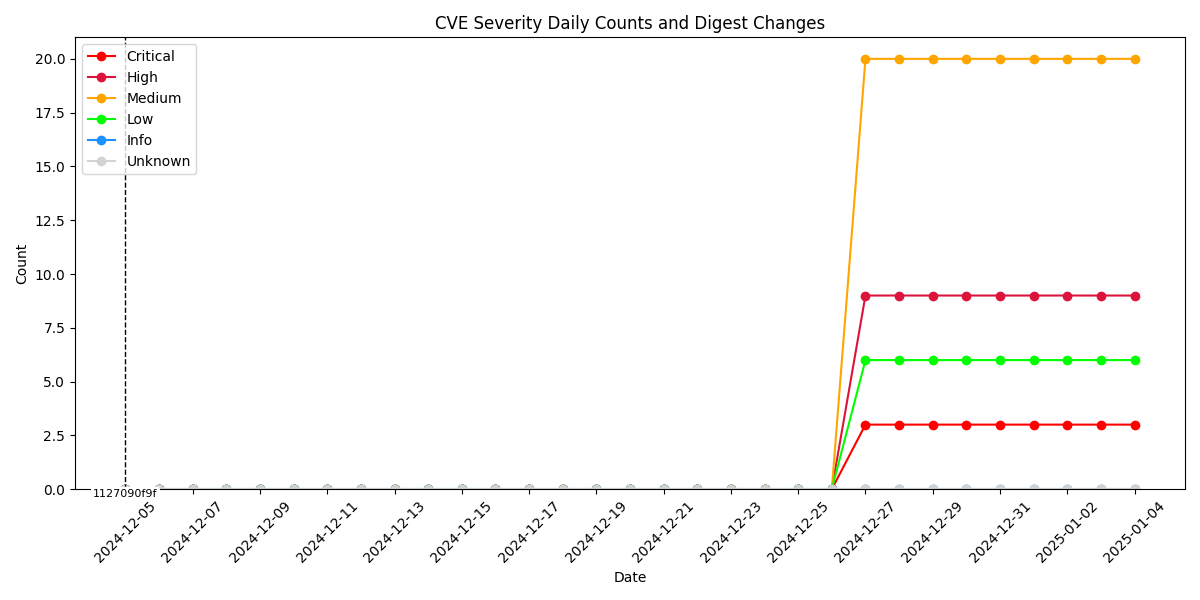 CVE Severity Daily Counts and Digest Changes
Critical
High
Medium
Low
Info
Unknown
20.0
17.5
15.0
12.5
10.0
7.5
5.0
2.5
0.0
Count
1127090f9f
2024-12-05
2024-12-07
2024-12-09
2024-12-11
2024-12-13
2024-12-15
2024-12-17
2024-12-19
2024-12-21
2024-12-23
2024-12-25
2024-12-27
2024-12-29
2024-12-31
2025-01-02
2025-01-04
Date